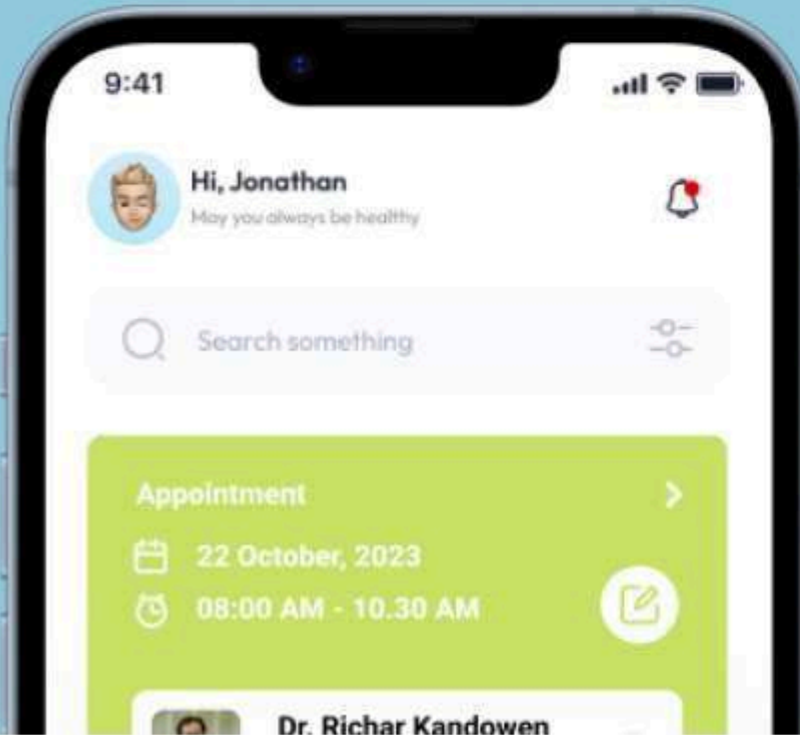 9:41
Hi, Jonathan
May you always be healthy
Search something
Appointment
22 October, 2023
08:00 AM - 10.30 AM
Dr. Richar Kandowen